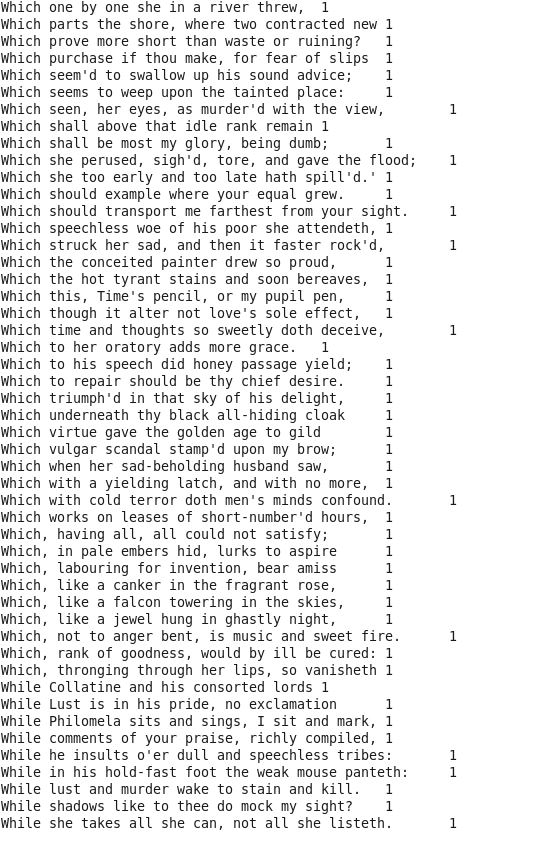 Which one by one she in a river threw,	1
Which parts the shore, where two contracted new	1
Which prove more short than waste or ruining?	1
Which purchase if thou make, for fear of slips	1
Which seem'd to swallow up his sound advice;	1
Which seems to weep upon the tainted place:	1
Which seen, her eyes, as murder'd with the view,	1
Which shall above that idle rank remain	1
Which shall be most my glory, being dumb;	1
Which she perused, sigh'd, tore, and gave the flood;	1
Which she too early and too late hath spill'd.'	1
Which should example where your equal grew.	1
Which should transport me farthest from your sight.	1
Which speechless woe of his poor she attendeth,	1
Which struck her sad, and then it faster rock'd,	1
Which the conceited painter drew so proud,	1
Which the hot tyrant stains and soon bereaves,	1
Which this, Time's pencil, or my pupil pen,	1
Which though it alter not love's sole effect,	1
Which time and thoughts so sweetly doth deceive,	1
Which to her oratory adds more grace.	1
Which to his speech did honey passage yield;	1
Which to repair should be thy chief desire.	1
Which triumph'd in that sky of his delight,	1
Which underneath thy black all-hiding cloak	1
Which virtue gave the golden age to gild	1
Which vulgar scandal stamp'd upon my brow;	1
Which when her sad-beholding husband saw,	1
Which with a yielding latch, and with no more,	1
Which with cold terror doth men's minds confound.	1
Which works on leases of short-number'd hours,	1
Which, having all, all could not satisfy;	1
Which, in pale embers hid, lurks to aspire	1
Which, labouring for invention, bear amiss	1
Which, like a canker in the fragrant rose,	1
Which, like a falcon towering in the skies,	1
Which, like a jewel hung in ghastly night,	1
Which, not to anger bent, is music and sweet fire.	1
Which, rank of goodness, would by ill be cured:	1
Which, thronging through her lips, so vanisheth	1
While Collatine and his consorted lords	1
While Lust is in his pride, no exclamation	1
While Philomela sits and sings, I sit and mark,	1
While comments of your praise, richly compiled,	1
While he insults o'er dull and speechless tribes:	1
While in his hold-fast foot the weak mouse panteth:	1
While lust and murder wake to stain and kill.	1
While shadows like to thee do mock my sight?	1
While she takes all she can, not all she listeth.	1